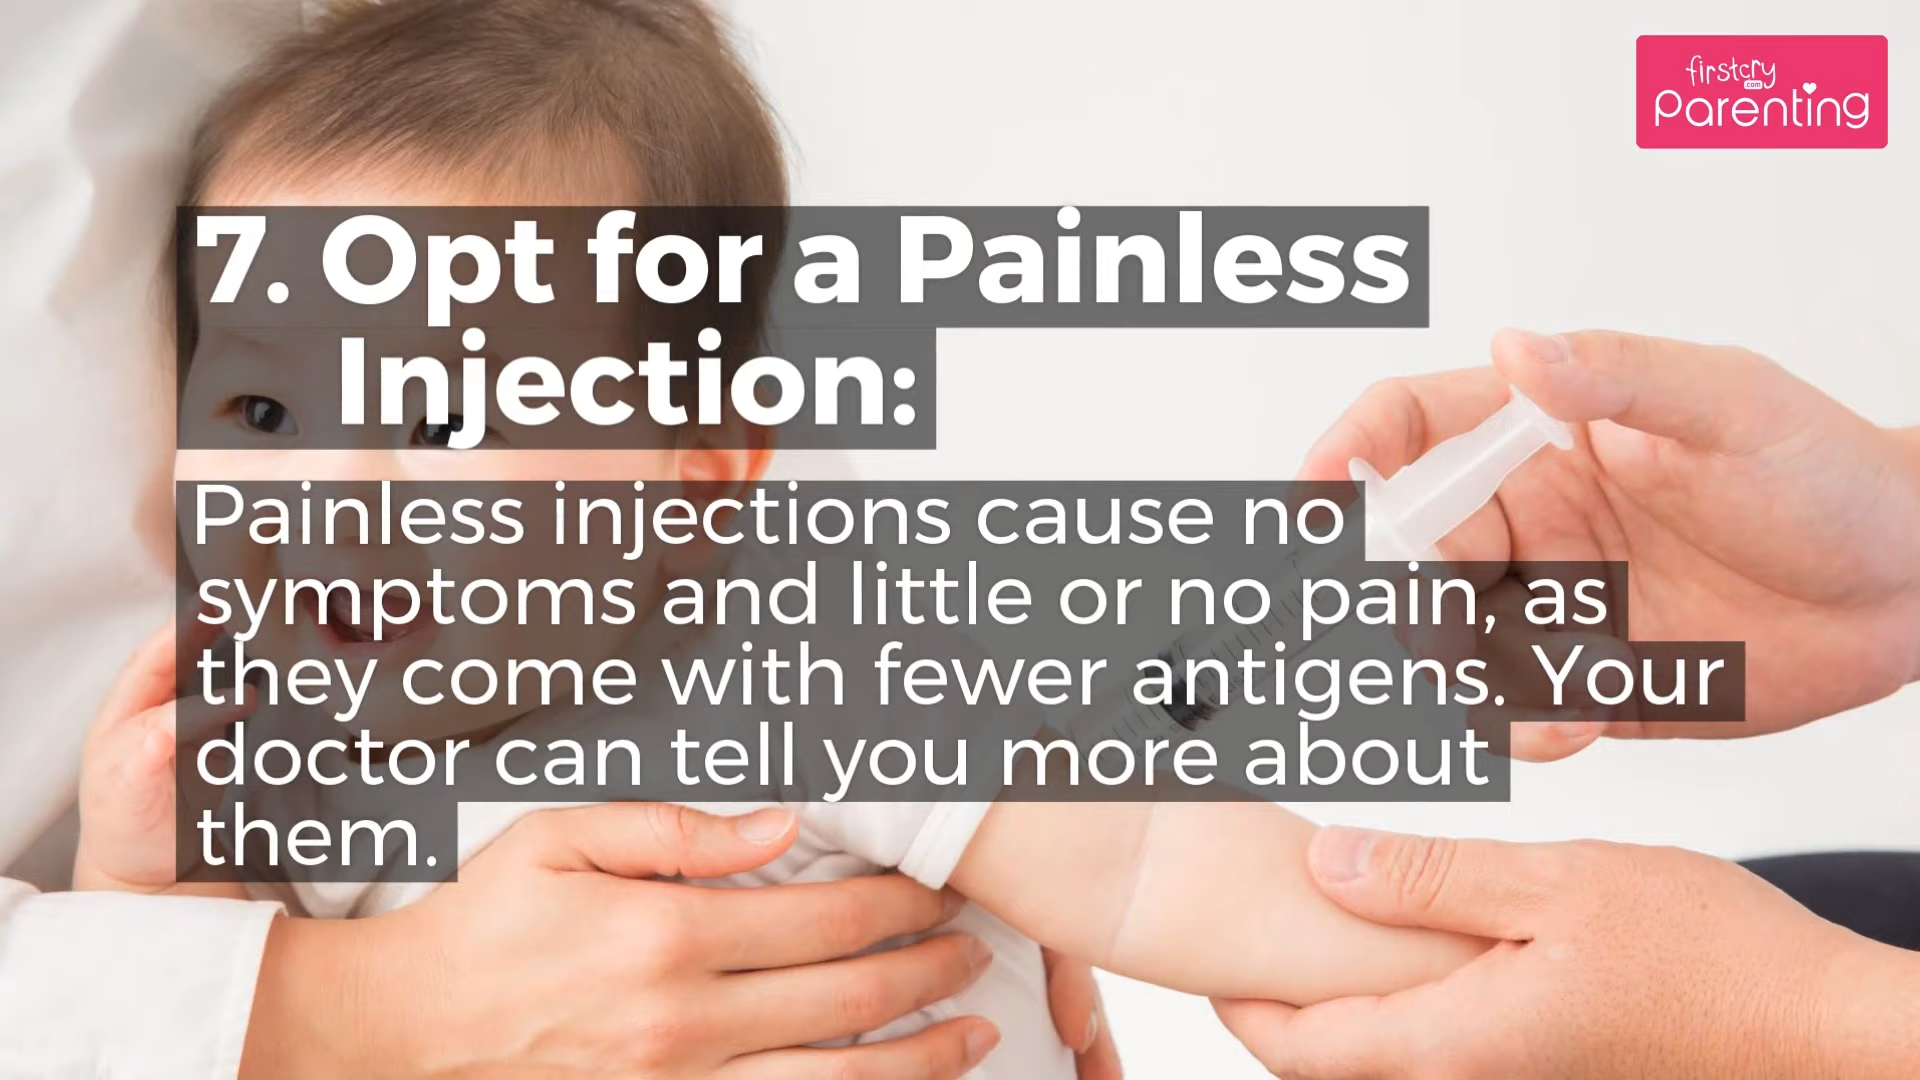 firstcry
.com
Parenting
7. Opt for a Painless
Injection:
Painless injections cause no
symptoms and little or no pain, as
they come with fewer antigens. Your
doctor can tell you more about
them.